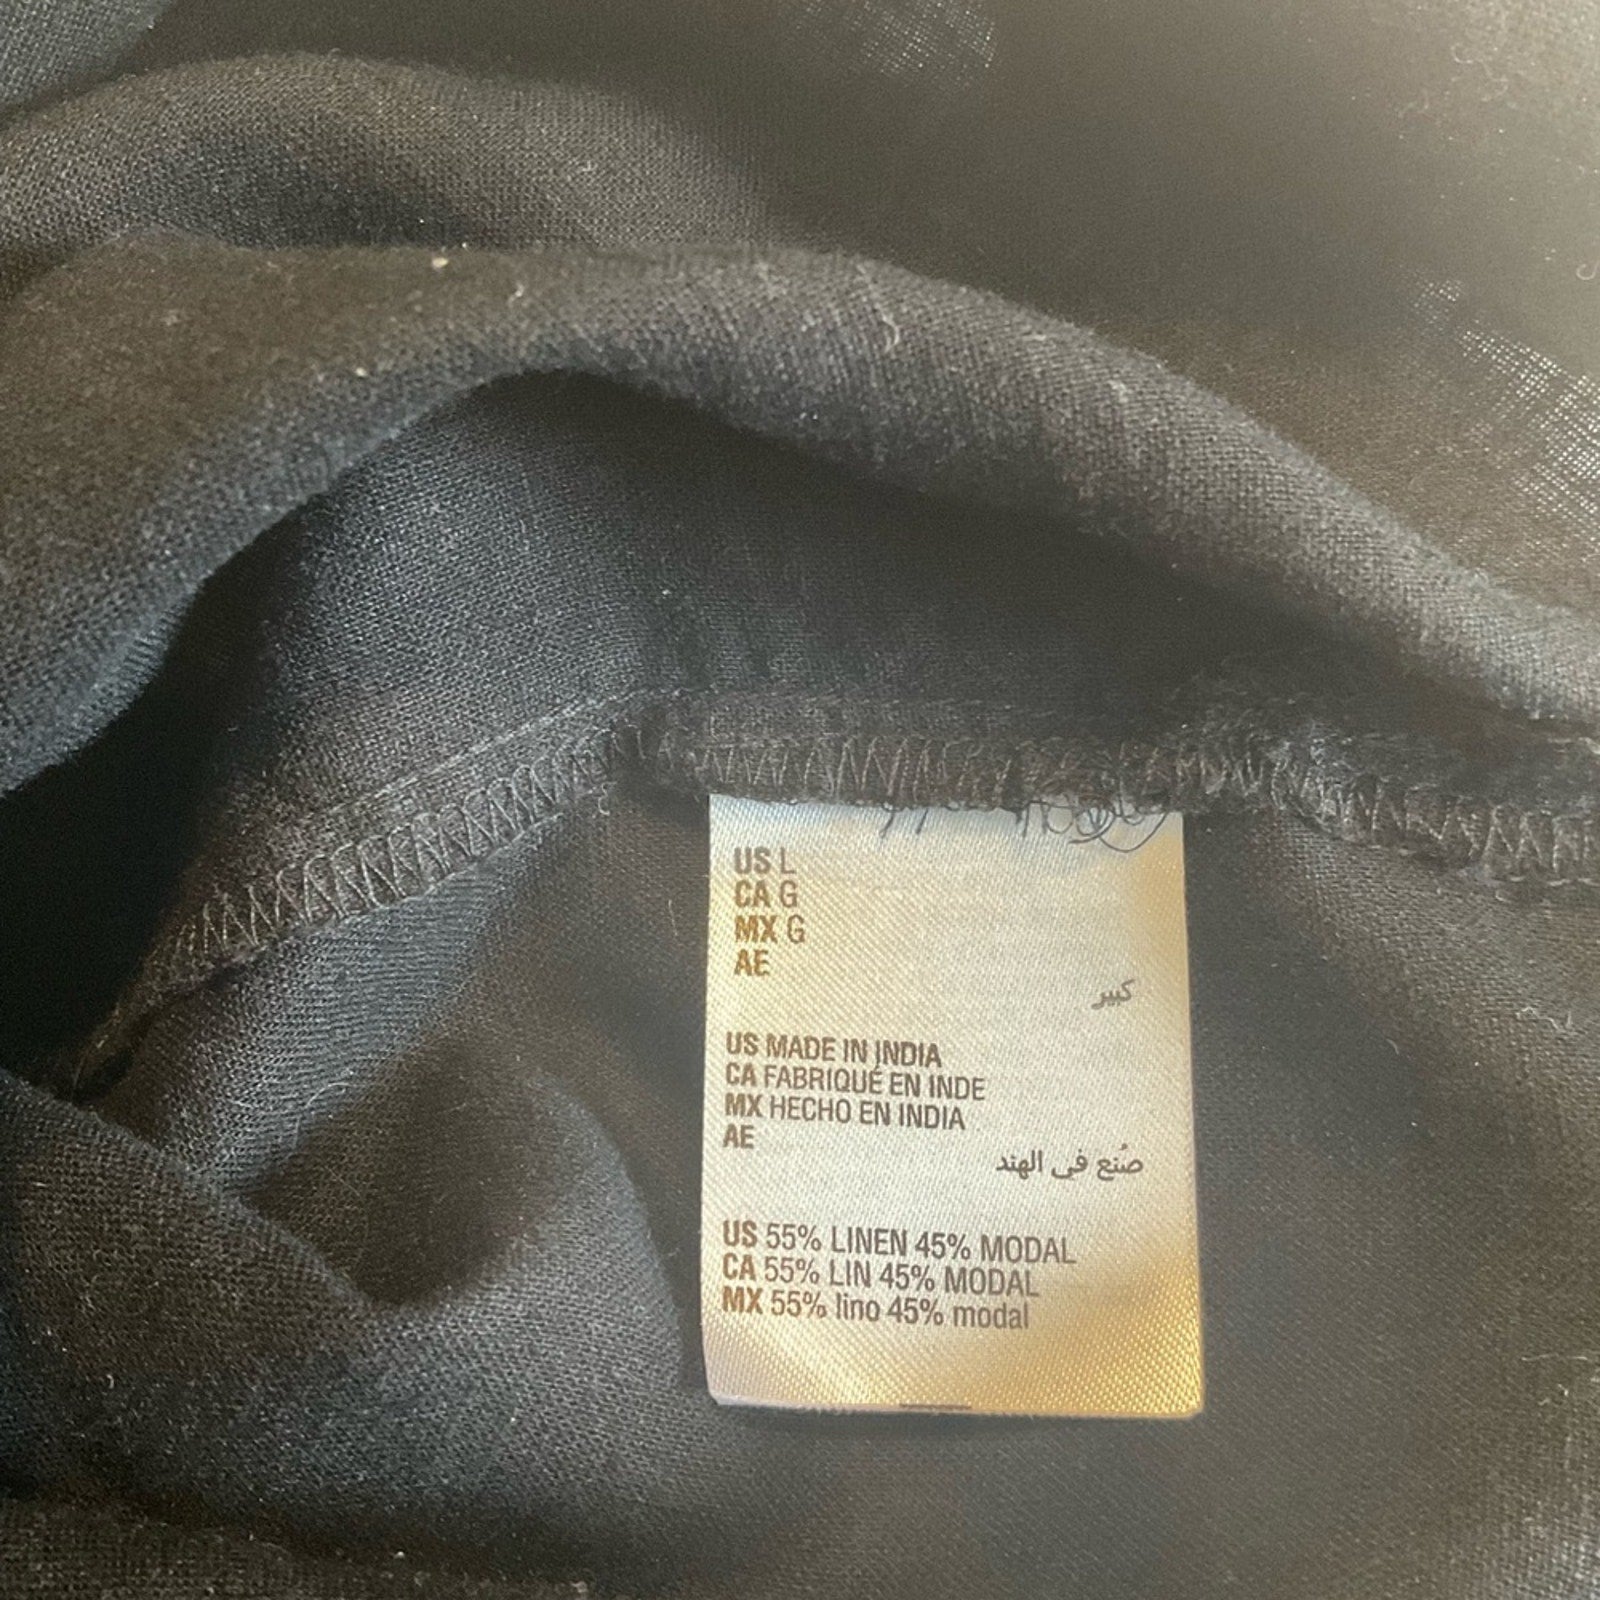 US L
CA G
MX G
AE
كبير
US MADE IN INDIA
CA FABRIQUÉ EN INDE
MX HECHO EN INDIA
AE
صُنع في الهند
US 55% LINEN 45% MODAL
CA 55% LIN 45% MODAL
MX 55% lino 45% modal